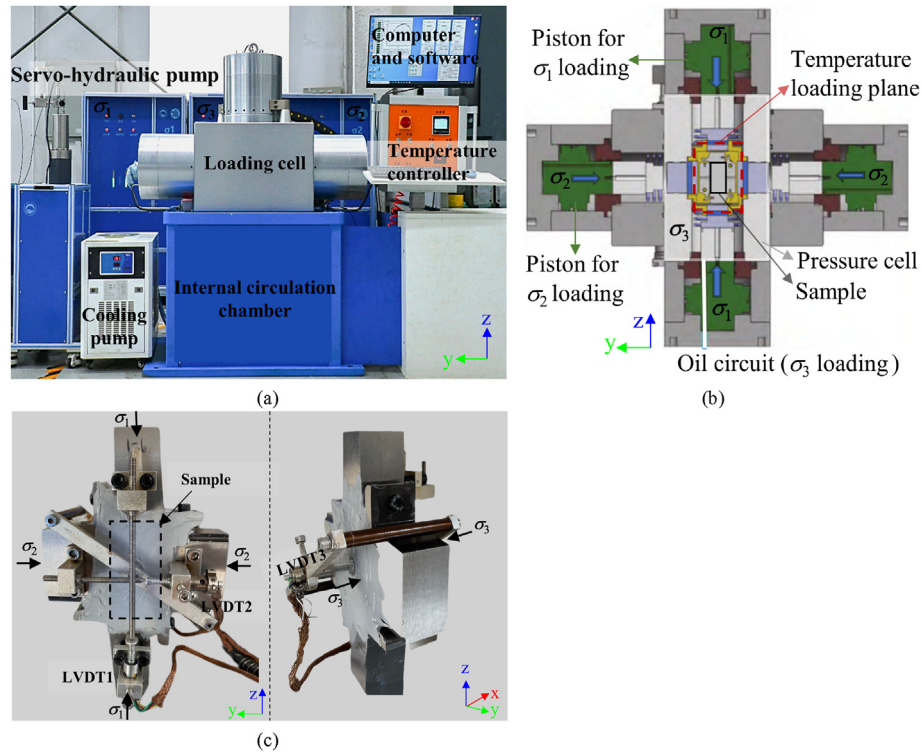 Servo-hydraulic pump
Computer
and software
σ1
σ3
σ2
σ1
σ2
Loading cell
Temperature
controller
Internal circulation
chamber
Cooling
pump
z
y
(a)
Piston for
σ1 loading
σ1
Temperature
loading plane
σ2
σ2
σ3
Piston for
σ2 loading
σ1
Pressure cell
Sample
z
y
Oil circuit (σ3 loading)
(b)
σ1
Sample
σ2
σ2
LVDT2
LVDT1
σ1
z
y
σ3
LVDT3
σ3
z
x
y
(c)